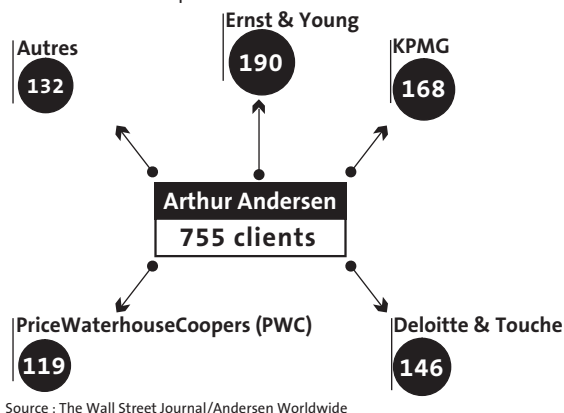 Ernst & Young
190
Autres
132
KPMG
168
Arthur Andersen
755 clients
PriceWaterhouseCoopers (PWC)
119
Deloitte & Touche
146
Source : The Wall Street Journal/Andersen Worldwide